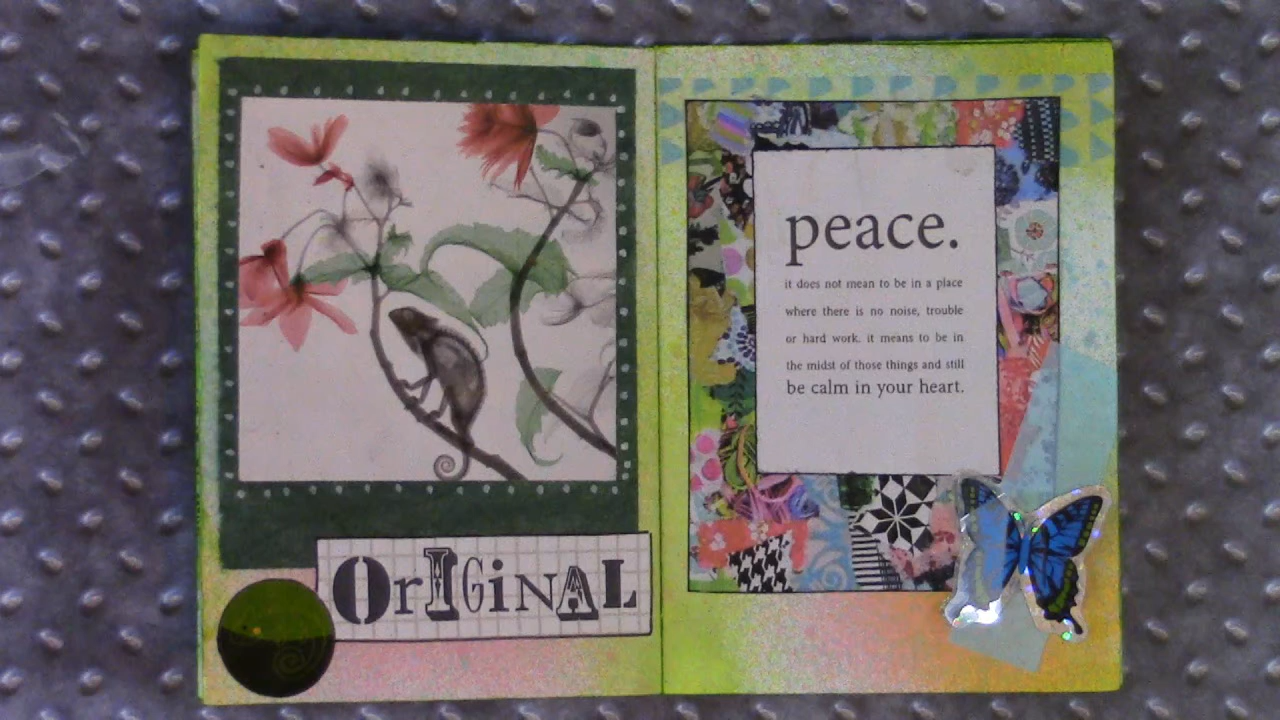 OrIGiNAL
peace.
it does not mean to be in a place
where there is no noise, trouble
or hard work. it means to be in
the midst of those things and still
be calm in your heart.